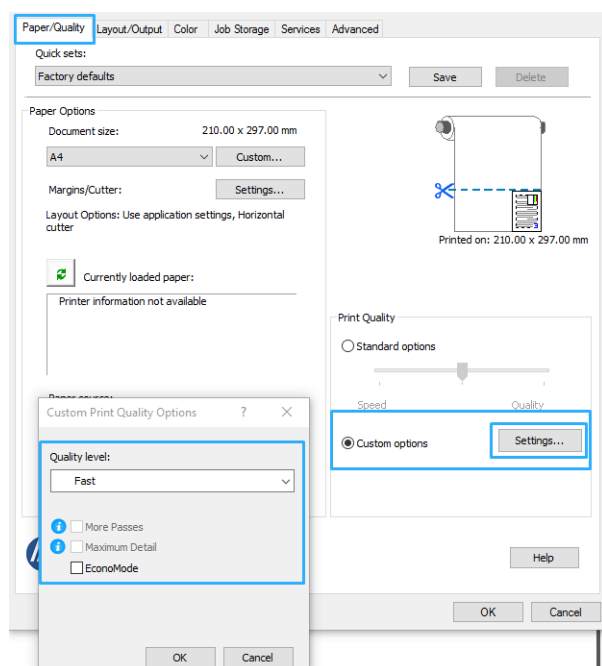 Paper/Quality Layout/Output Color Job Storage Services Advanced
Quick sets:
Factory defaults Save Delete
Paper Options
Document size: 210.00 x 297.00 mm
A4 Custom...
Margins/Cutter: Settings...
Layout Options: Use application settings, Horizontal
cutter
Printed on: 210.00 x 297.00 mm
Currently loaded paper:
Printer information not available
Print Quality
Standard options
Speed Quality
Custom options Settings...
Paper source:
Custom Print Quality Options ? ×
Quality level:
Fast
More Passes
Maximum Detail
EconoMode
OK Cancel
Help
OK Cancel